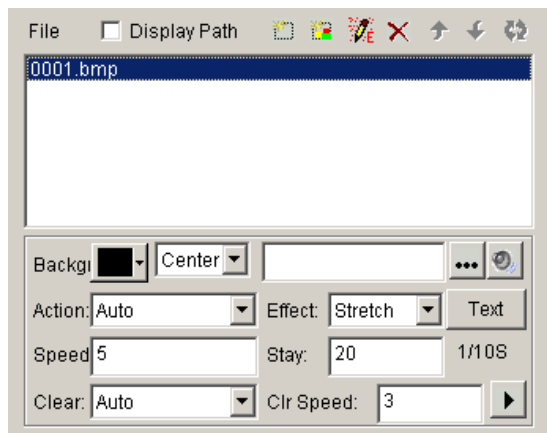 File Display Path E
0001.bmp
Backgr Center ...
Action: Auto Effect: Stretch Text
Speed 5 Stay: 20 1/10S
Clear: Auto Clr Speed: 3